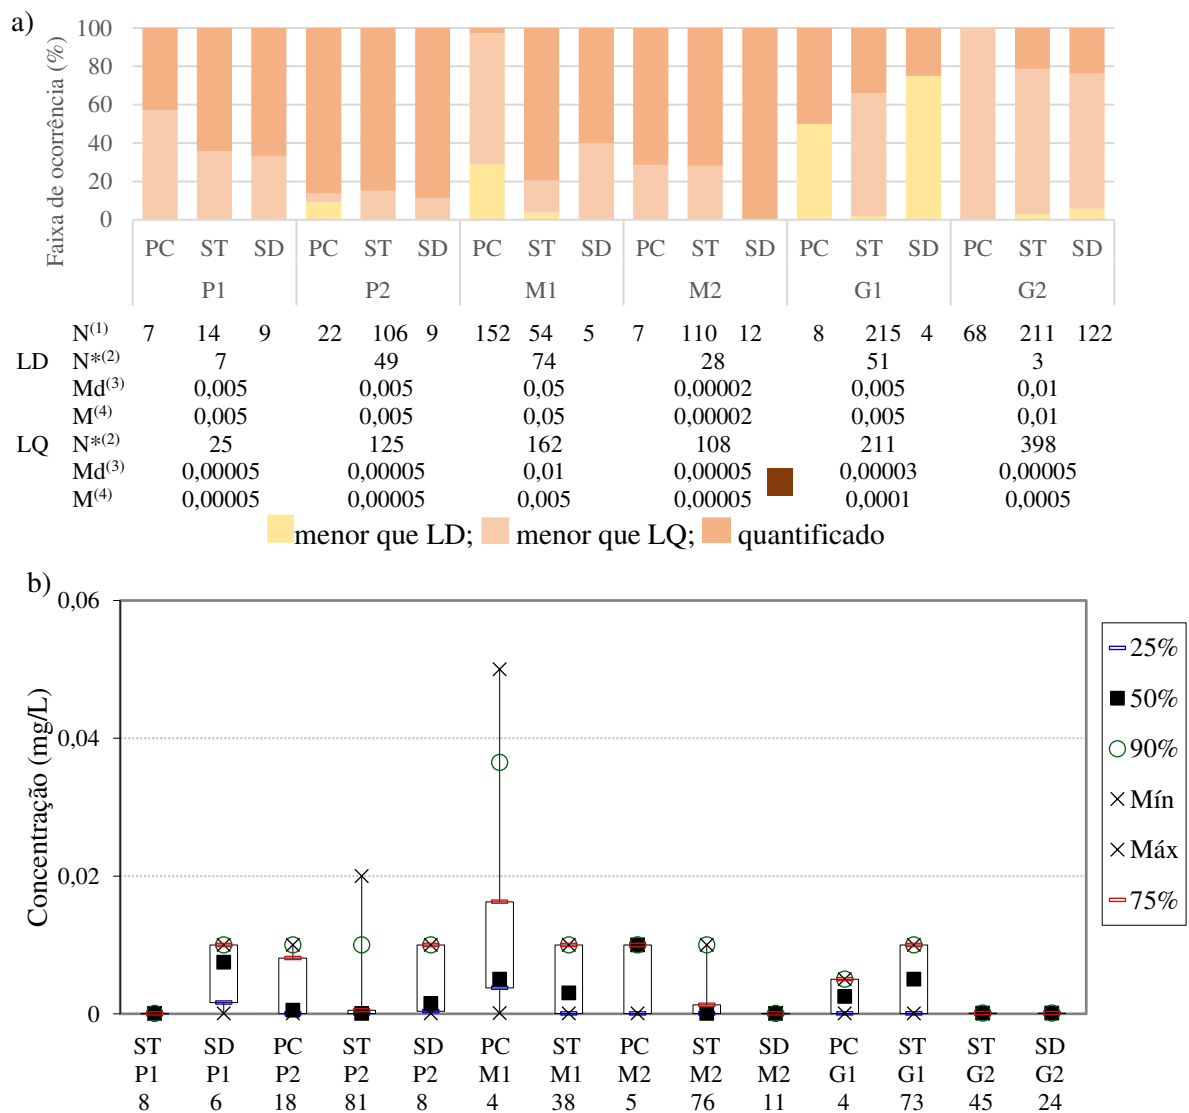 a)
Faixa de ocorrência (%)
100
80
60
40
20
0
PC ST SD PC ST SD PC ST SD PC ST SD PC ST SD PC ST SD
P1 P2 M1 M2 G1 G2
N(1) 7 14 9 22 106 9 152 54 5 7 110 12 8 215 4 68 211 122
LD N*(2) 7 49 74 28 51 3
Md(3) 0,005 0,005 0,05 0,00002 0,005 0,01
M(4) 0,005 0,005 0,05 0,00002 0,005 0,01
LQ N*(2) 25 125 162 108 211 398
Md(3) 0,00005 0,00005 0,01 0,00005 0,00003 0,00005
M(4) 0,00005 0,00005 0,005 0,00005 0,0001 0,0005
menor que LD; menor que LQ; quantificado
b)
Concentração (mg/L)
0,06
0,04
0,02
0
25%
50%
90%
Mín
Máx
75%
ST SD PC ST SD PC ST PC ST SD PC ST ST SD
P1 P1 P2 P2 P2 M1 M1 M2 M2 M2 G1 G1 G2 G2
8 6 18 81 8 4 38 5 76 11 4 73 45 24